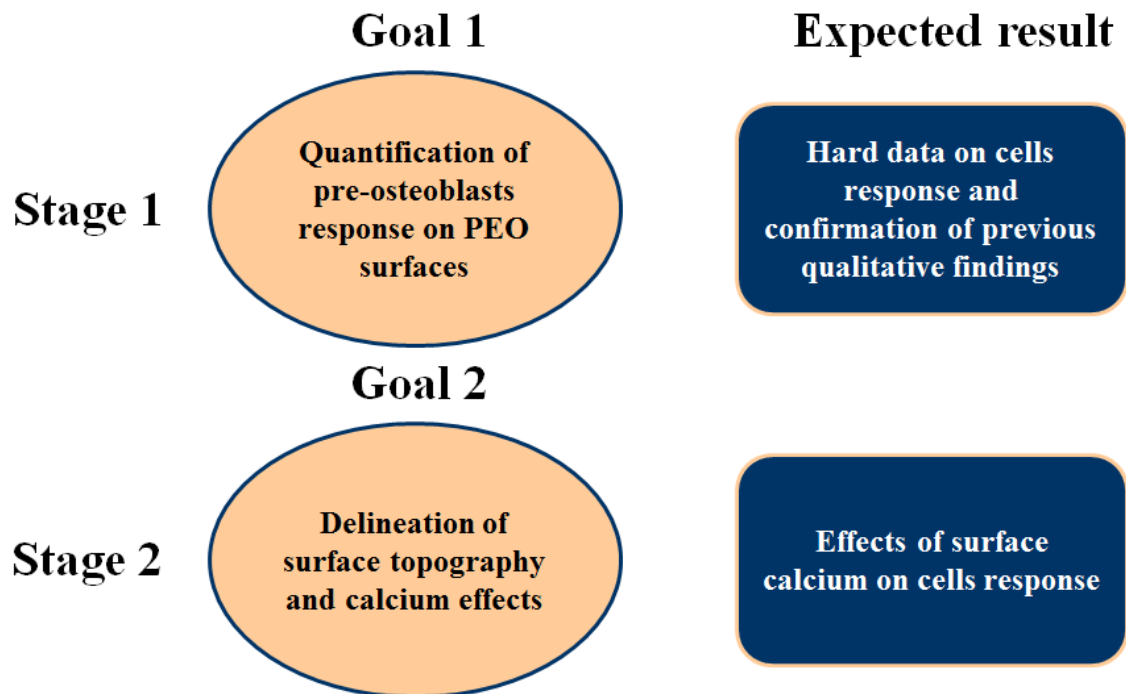 Goal 1
Expected result
Stage 1
Quantification of
pre-osteoblasts
response on PEO
surfaces
Hard data on cells
response and
confirmation of previous
qualitative findings
Goal 2
Stage 2
Delineation of
surface topography
and calcium effects
Effects of surface
calcium on cells response